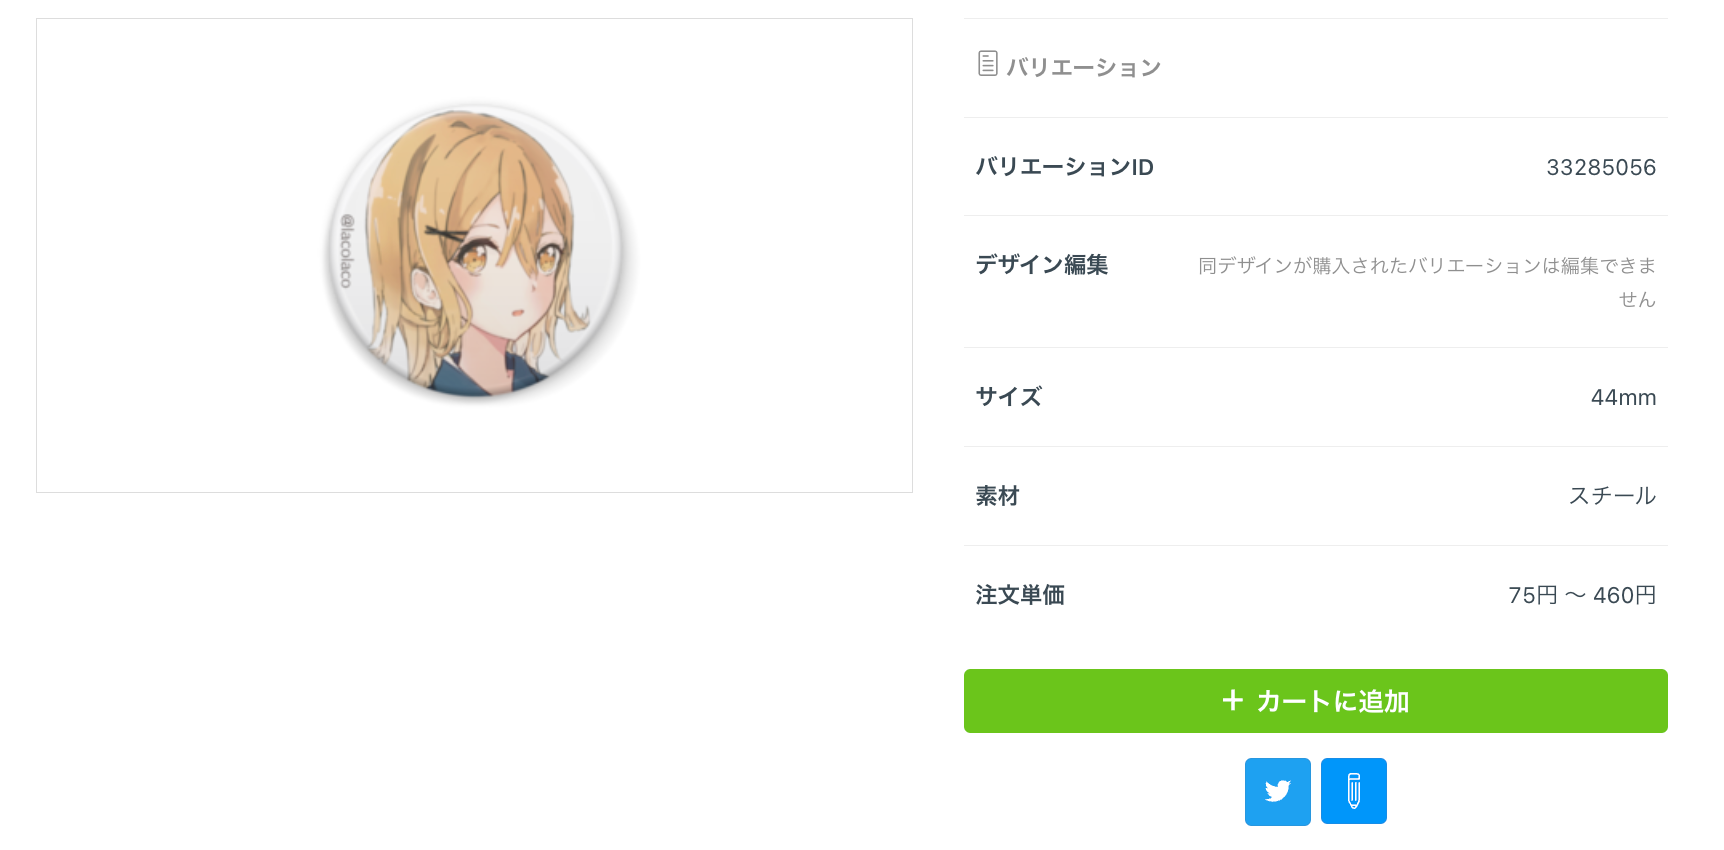 @lacolaco
バリエーション
バリエーションID
33285056
デザイン編集
同デザインが購入されたバリエーションは編集できま
せん
サイズ
44mm
素材
スチール
注文単価
75円 〜 460円
+ カートに追加